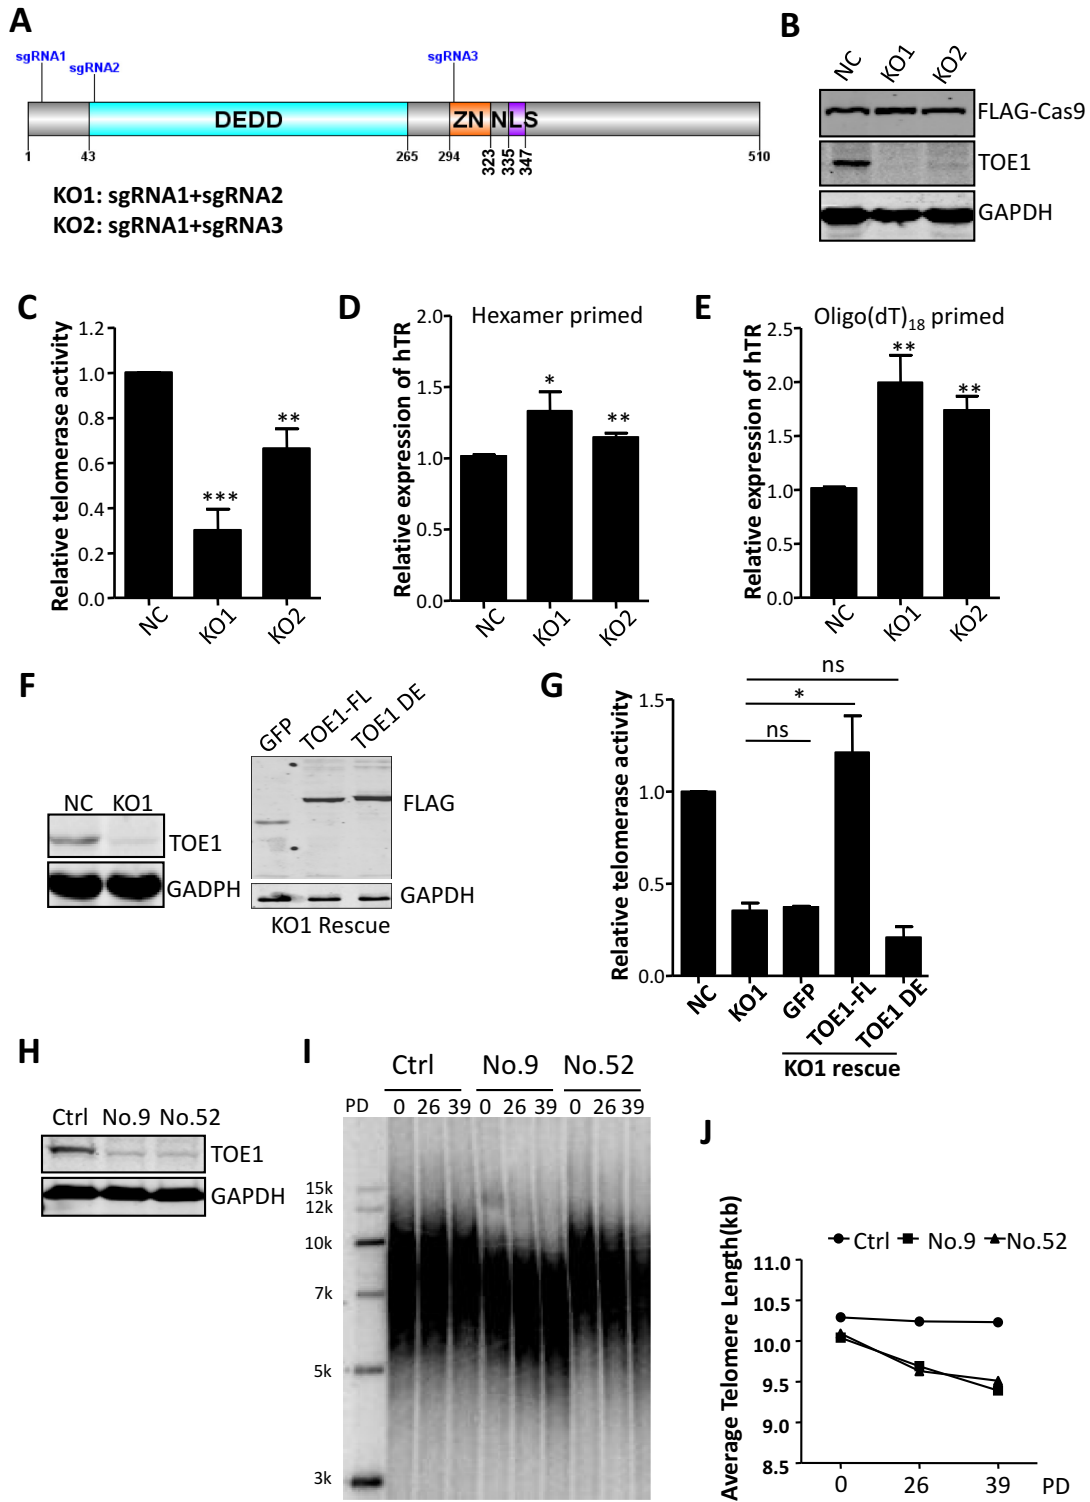 A
sgRNA1
sgRNA2
sgRNA3
DEDD
ZN
NLS
1
43
265
294
323
335
347
510
KO1: sgRNA1+sgRNA2
KO2: sgRNA1+sgRNA3
B
NC KO1 KO2
FLAG-Cas9
TOE1
GAPDH
C
Relative telomerase activity
1.2
1.0
0.8
0.6
0.4
0.2
0.0
***
**
NC KO1 KO2
D
Hexamer primed
Relative expression of hTR
2.0
1.5
1.0
0.5
0.0
*
**
NC KO1 KO2
E
Oligo(dT)18 primed
Relative expression of hTR
2.5
2.0
1.5
1.0
0.5
0.0
**
**
NC KO1 KO2
F
NC KO1
TOE1
GADPH
GFP TOE1-FL TOE1 DE
FLAG
GAPDH
KO1 Rescue
G
Relative telomerase activity
1.5
1.0
0.5
0.0
ns
*
ns
NC KO1 GFP TOE1-FL TOE1 DE
KO1 rescue
H
Ctrl No.9 No.52
TOE1
GAPDH
I
Ctrl No.9 No.52
PD 0 26 39 0 26 39 0 26 39
15k
12k
10k
7k
5k
3k
J
Ctrl No.9 No.52
Average Telomere Length(kb)
11.0
10.5
10.0
9.5
9.0
8.5
0 26 39 PD